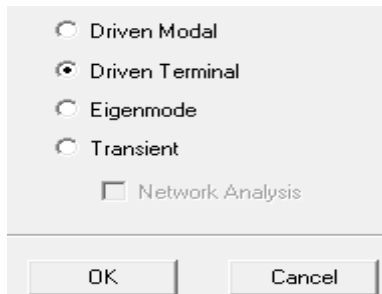 Driven Modal
Driven Terminal
Eigenmode
Transient
Network Analysis
OK Cancel